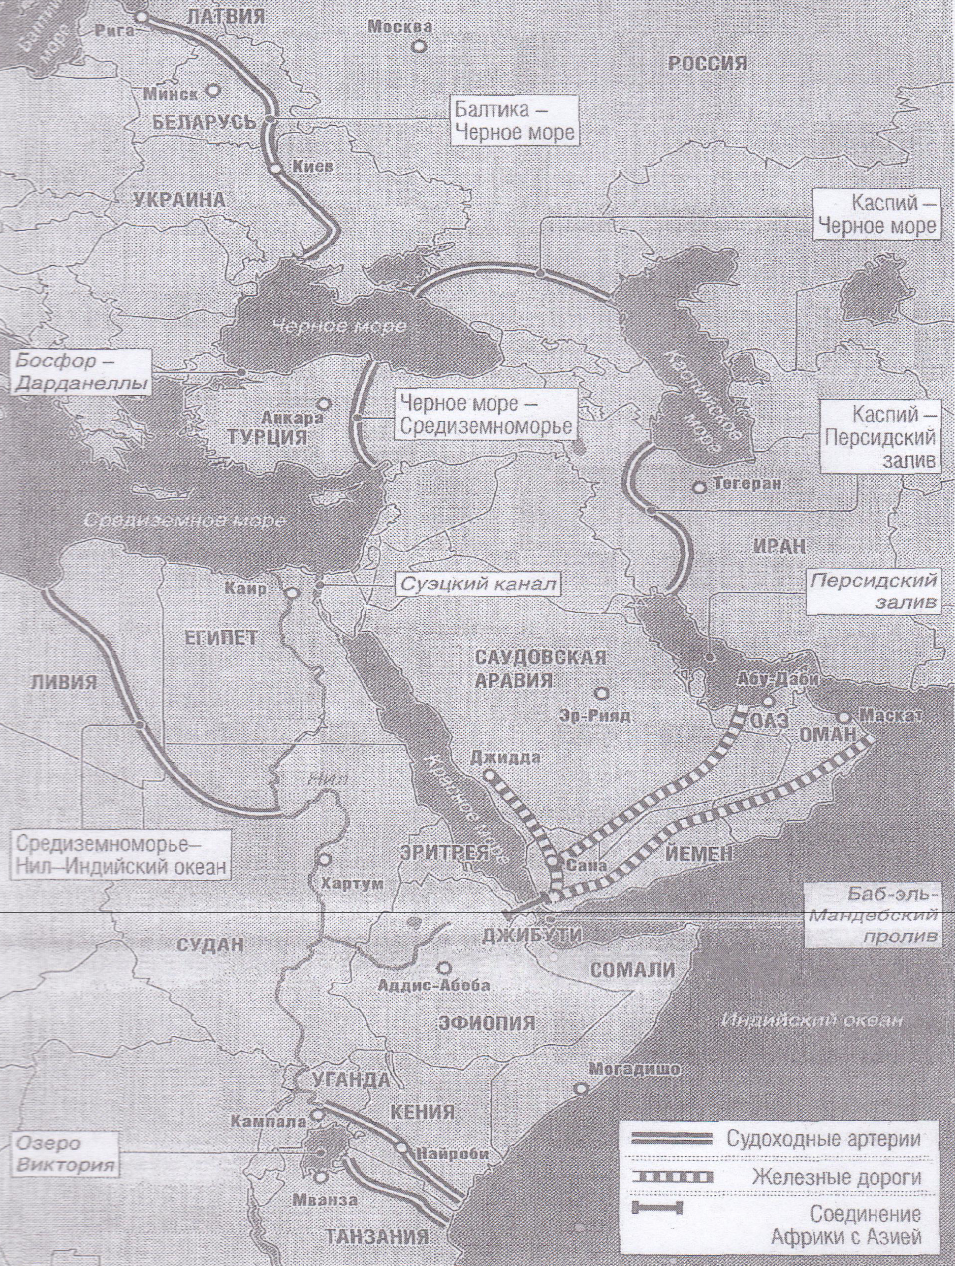 ЛАТВИЯ
Рига
Балтийское
море
Москва
РОССИЯ
Минск
БЕЛАРУСЬ
Балтика –
Черное море
Киев
УКРАИНА
Каспий –
Черное море
Черное море
Босфор –
Дарданеллы
Каспийское
море
Анкара
ТУРЦИЯ
Черное море –
Средиземноморье
Каспий –
Персидский
залив
Тегеран
Средиземное море
ИРАН
Каир
Суэцкий канал
Персидский
залив
ЕГИПЕТ
САУДОВСКАЯ
АРАВИЯ
ЛИВИЯ
Абу-Даби
Эр-Рияд
ОАЭ
Маскат
ОМАН
Джидда
Нил
Красное море
Средиземноморье–
Нил–Индийский океан
ЭРИТРЕЯ
Сана
ЙЕМЕН
Хартум
Баб-эль-
Мандебский
пролив
СУДАН
ДЖИБУТИ
СОМАЛИ
Аддис-Абоба
ЭФИОПИЯ
Индийский океан
Могадишо
УГАНДА
Кампала
КЕНИЯ
Озеро
Виктория
Найроби
Мванза
ТАНЗАНИЯ
Судоходные артерии
Железные дороги
Соединение
Африки с Азией